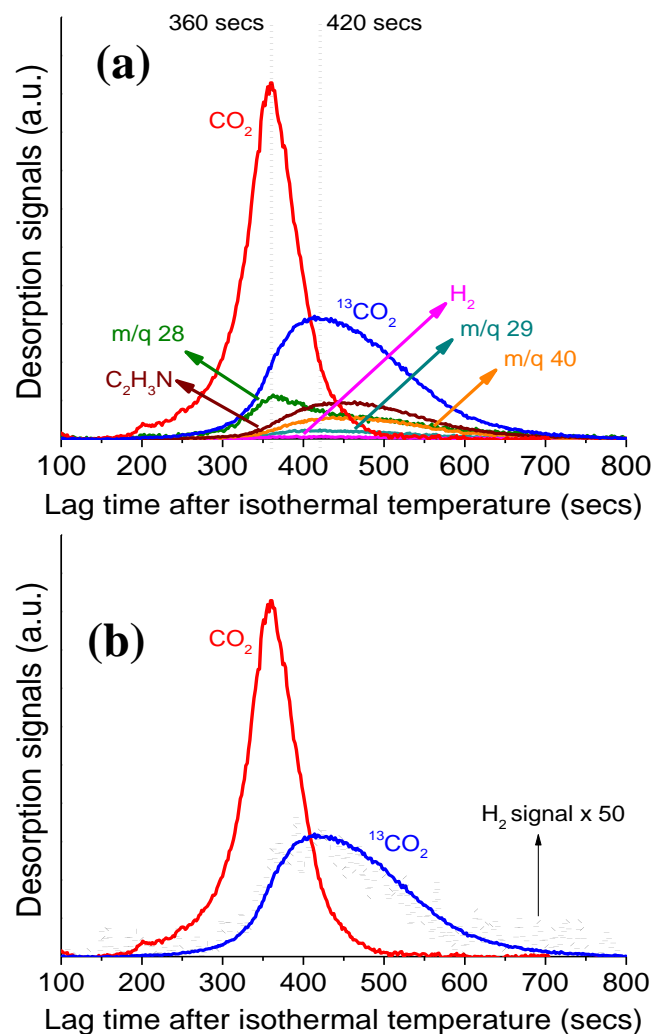 360 secs 420 secs
(a)
CO₂
¹³CO₂
H₂
m/q 28
m/q 29
C₂H₃N
m/q 40
Desorption signals (a.u.)
100 200 300 400 500 600 700 800
Lag time after isothermal temperature (secs)
(b)
CO₂
H₂ signal x 50
¹³CO₂
Desorption signals (a.u.)
100 200 300 400 500 600 700 800
Lag time after isothermal temperature (secs)